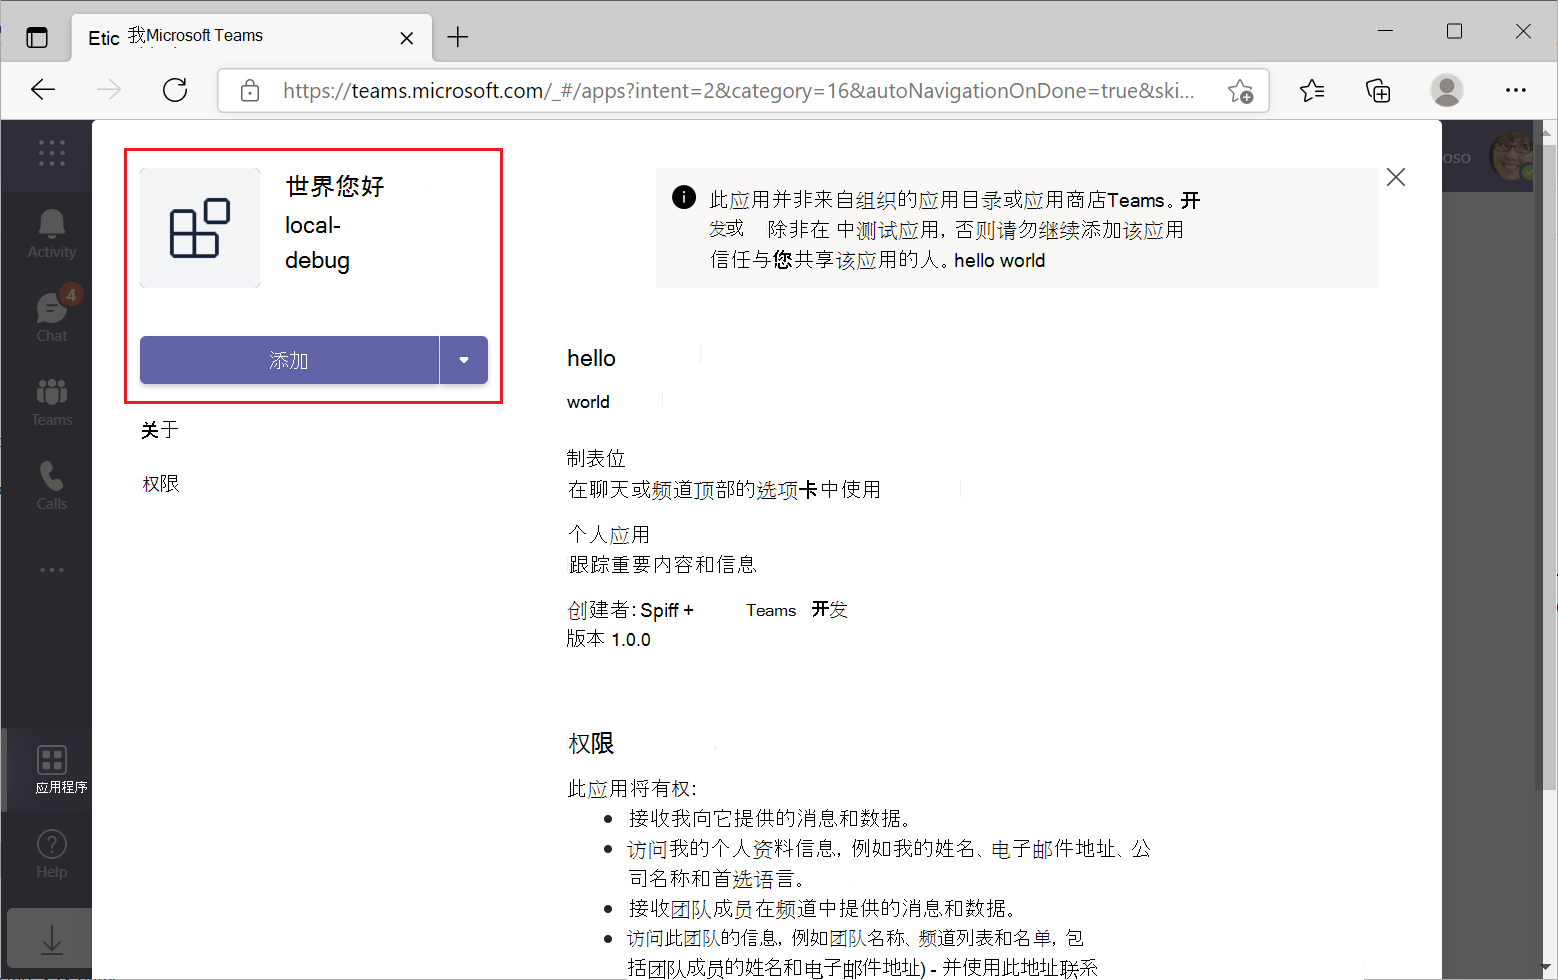 Etic 我Microsoft Teams
https://teams.microsoft.com/_#/apps?intent=2&category=16&autoNavigationOnDone=true&ski...
oso
Activity
4
Chat
Teams
Calls
应用程序
Help
世界您好
local-
debug
添加
关于
权限
此应用并非来自组织的应用目录或应用商店Teams。开
发或 除非在 中测试应用, 否则请勿继续添加该应用
信任与您共享该应用的人。hello world
hello
world
制表位
在聊天或频道顶部的选项卡中使用
个人应用
跟踪重要内容和信息
创建者: Spiff + Teams 开发
版本 1.0.0
权限
此应用将有权:
接收我向它提供的消息和数据。
访问我的个人资料信息, 例如我的姓名、电子邮件地址、公
司名称和首选语言。
接收团队成员在频道中提供的消息和数据。
访问此团队的信息, 例如团队名称、频道列表和名单, 包
括团队成员的姓名和电子邮件地址) - 并使用此地址联系